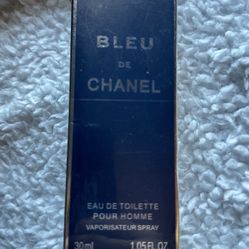 BLEU
DE
CHANEL
EAU DE TOILETTE
POUR HOMME
VAPORISATEUR SPRAY
30 ml 1.05 FL.OZ